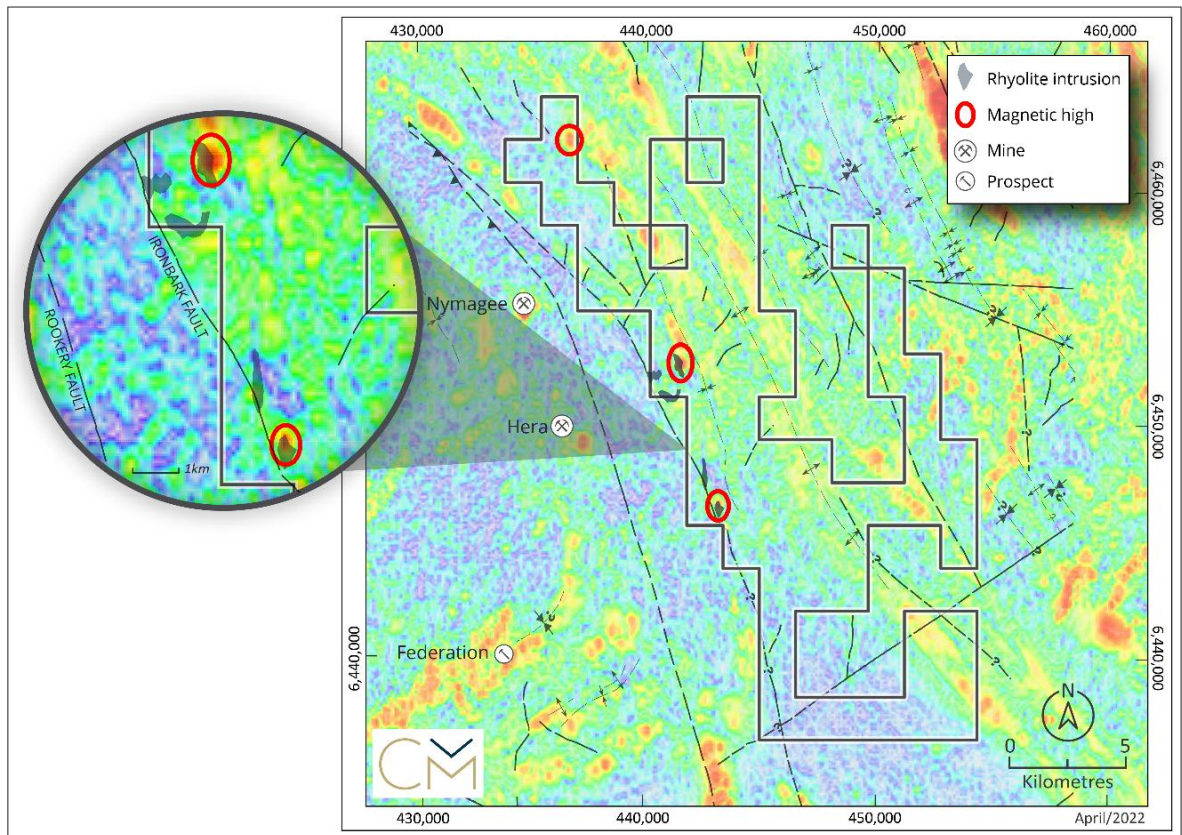 430,000
440,000
450,000
460,000
Rhyolite intrusion
Magnetic high
Mine
Prospect
6,460,000
IRONBARK FAULT
ROOKERY FAULT
1km
Nymagee
Hera
6,450,000
Federation
6,440,000
6,440,000
?
?
?
?
?
?
?
?
?
N
0
5
Kilometres
CM
430,000
440,000
450,000
April/2022